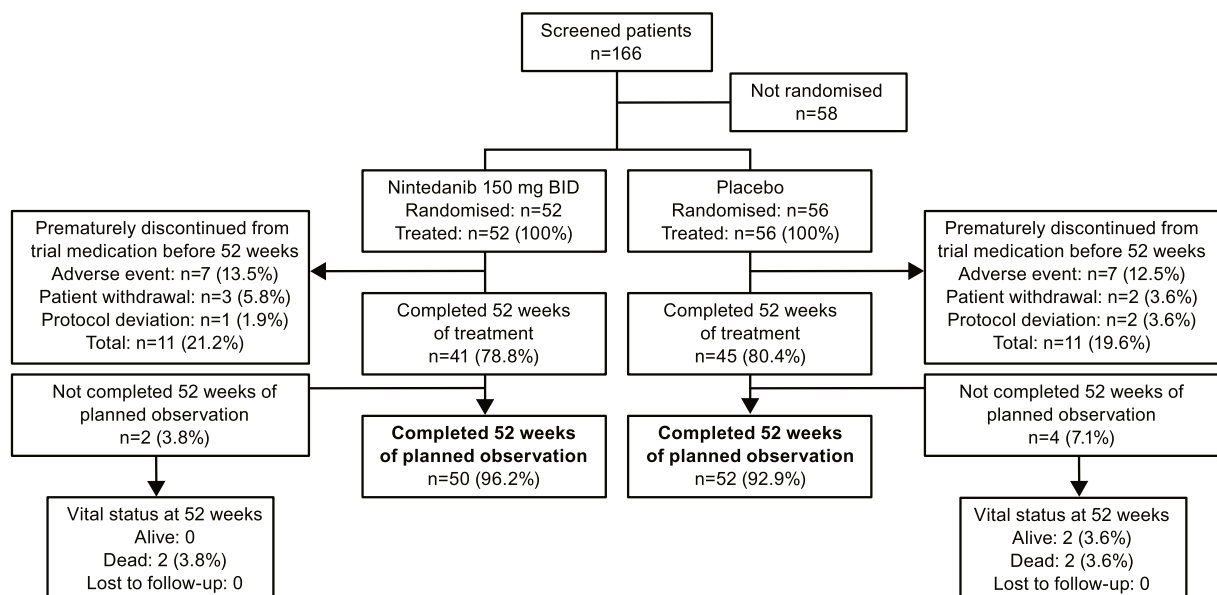 Screened patients
n=166
Not randomised
n=58
Nintedanib 150 mg BID
Randomised: n=52
Treated: n=52 (100%)
Placebo
Randomised: n=56
Treated: n=56 (100%)
Prematurely discontinued from
trial medication before 52 weeks
Adverse event: n=7 (13.5%)
Patient withdrawal: n=3 (5.8%)
Protocol deviation: n=1 (1.9%)
Total: n=11 (21.2%)
Prematurely discontinued from
trial medication before 52 weeks
Adverse event: n=7 (12.5%)
Patient withdrawal: n=2 (3.6%)
Protocol deviation: n=2 (3.6%)
Total: n=11 (19.6%)
Completed 52 weeks
of treatment
n=41 (78.8%)
Completed 52 weeks
of treatment
n=45 (80.4%)
Not completed 52 weeks of
planned observation
n=2 (3.8%)
Completed 52 weeks
of planned observation
n=50 (96.2%)
Completed 52 weeks
of planned observation
n=52 (92.9%)
Not completed 52 weeks of
planned observation
n=4 (7.1%)
Vital status at 52 weeks
Alive: 0
Dead: 2 (3.8%)
Lost to follow-up: 0
Vital status at 52 weeks
Alive: 2 (3.6%)
Dead: 2 (3.6%)
Lost to follow-up: 0